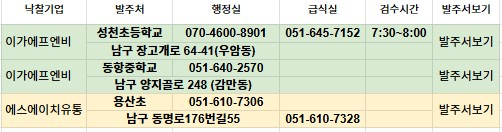 낙찰기업 발주처 행정실 급식실 검수시간 발주서보기
이가에프엔비 성천초등학교 070-4600-8901 051-645-7152 7:30~8:00 발주서보기
남구 장고개로 64-41(우암동)
이가에프엔비 동항중학교 051-640-2570 발주서보기
남구 양지골로 248 (감만동)
에스에이치유통 용산초 051-610-7306 발주서보기
남구 동명로176번길55 051-610-7328